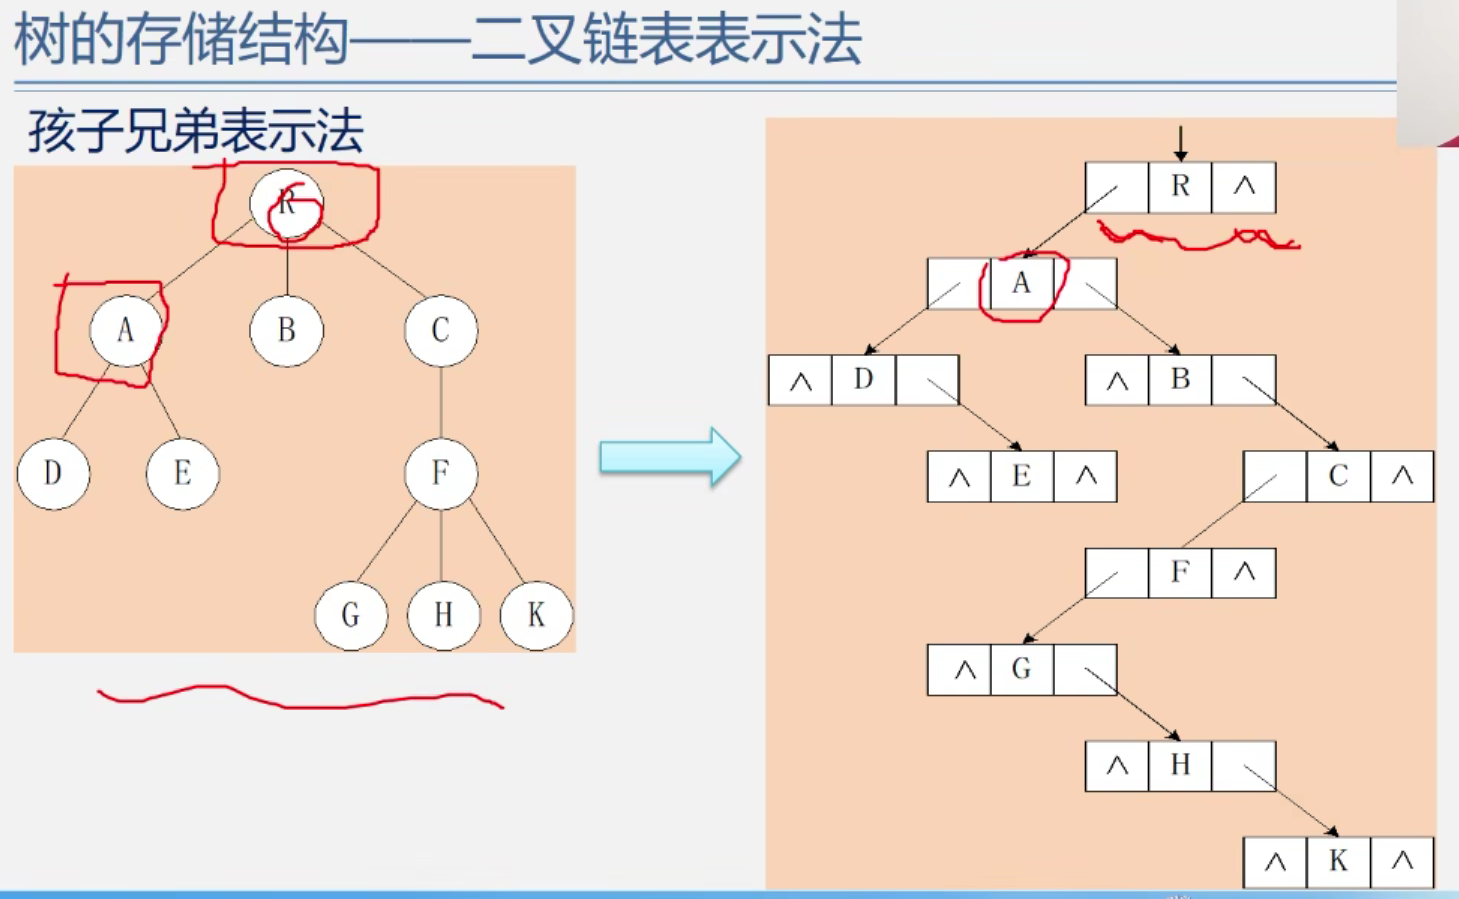 树的存储结构——二叉链表表示法
孩子兄弟表示法
R
A B C
D E F
G H K
R ∧
A
∧ D
∧ B
∧ E ∧
C ∧
F ∧
∧ G
∧ H
∧ K ∧